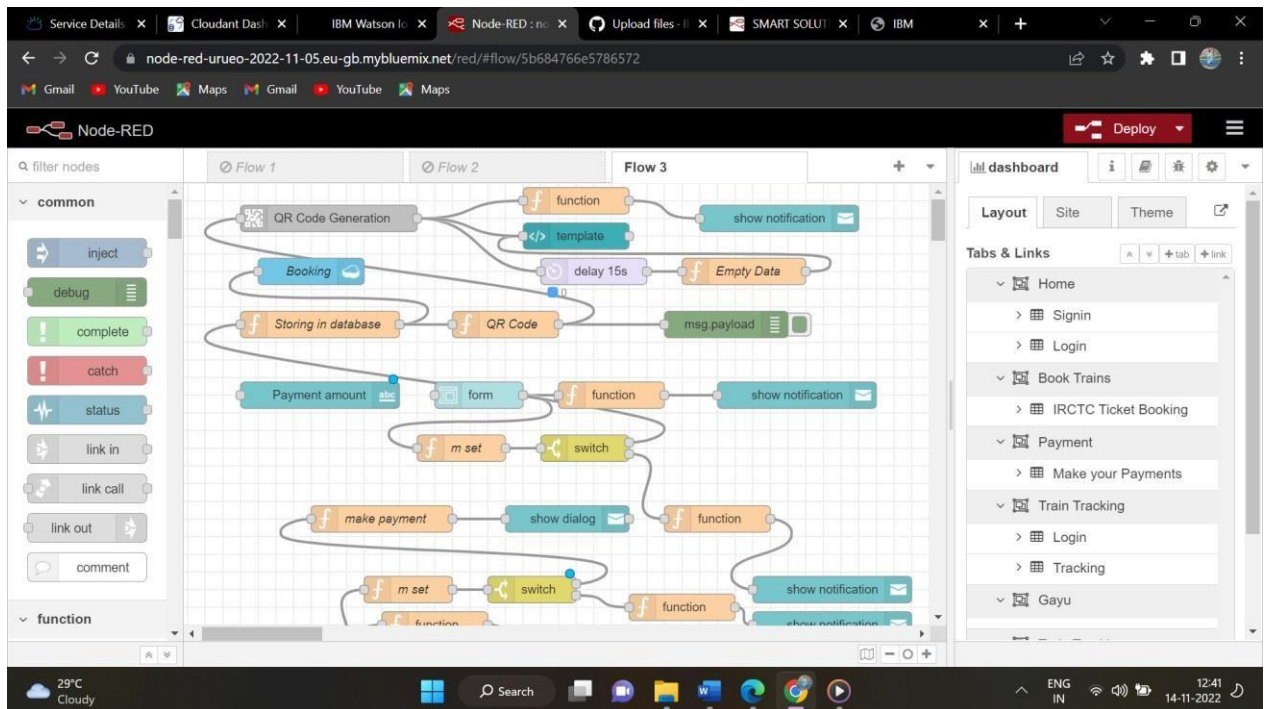 Service Details
Cloudant Dash
IBM Watson Io
Node-RED : no
Upload files · I
SMART SOLUT
IBM
node-red-urueo-2022-11-05.eu-gb.mybluemix.net/red/#flow/5b684766e5786572
Gmail YouTube Maps Gmail YouTube Maps
Node-RED
Deploy
filter nodes
common
inject
debug
complete
catch
status
link in
link call
link out
comment
function
Flow 1
Flow 2
Flow 3
QR Code Generation
function
show notification
</> template
Booking
delay 15s
Empty Data
0
Storing in database
QR Code
msg.payload
Payment amount abc
form
function
show notification
m set
switch
make payment
show dialog
function
m set
switch
show notification
function
function
show notification
dashboard
Layout
Site
Theme
Tabs & Links
+tab
+link
Home
Signin
Login
Book Trains
IRCTC Ticket Booking
Payment
Make your Payments
Train Tracking
Login
Tracking
Gayu
29°C
Cloudy
Search
ENG
IN
12:41
14-11-2022